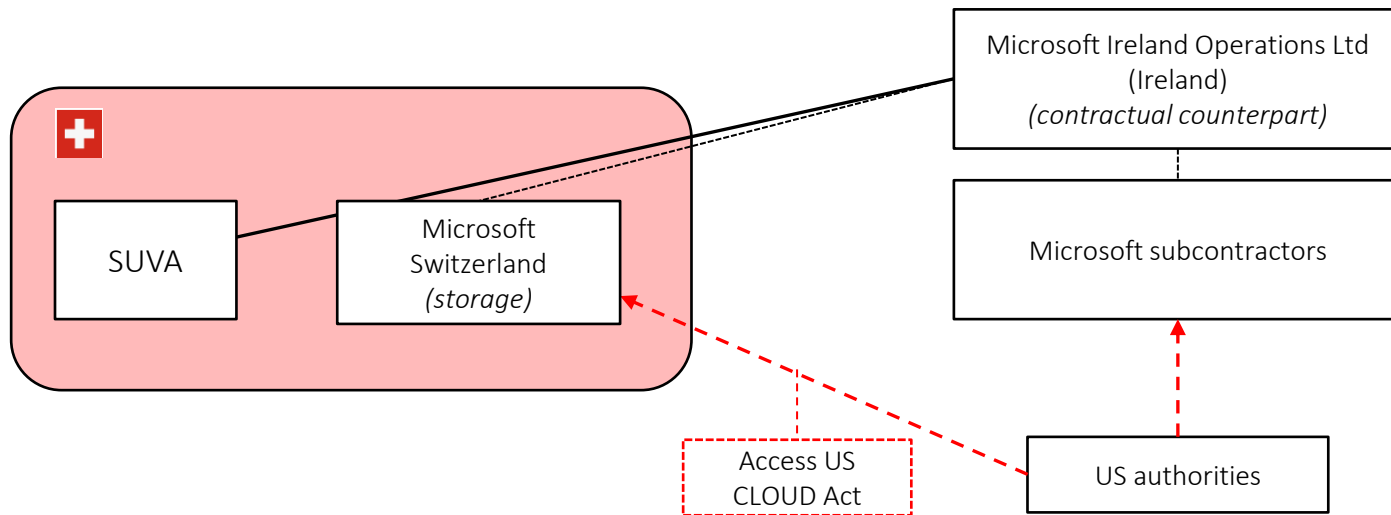 Microsoft Ireland Operations Ltd
(Ireland)
(contractual counterpart)
SUVA
Microsoft
Switzerland
(storage)
Microsoft subcontractors
Access US
CLOUD Act
US authorities